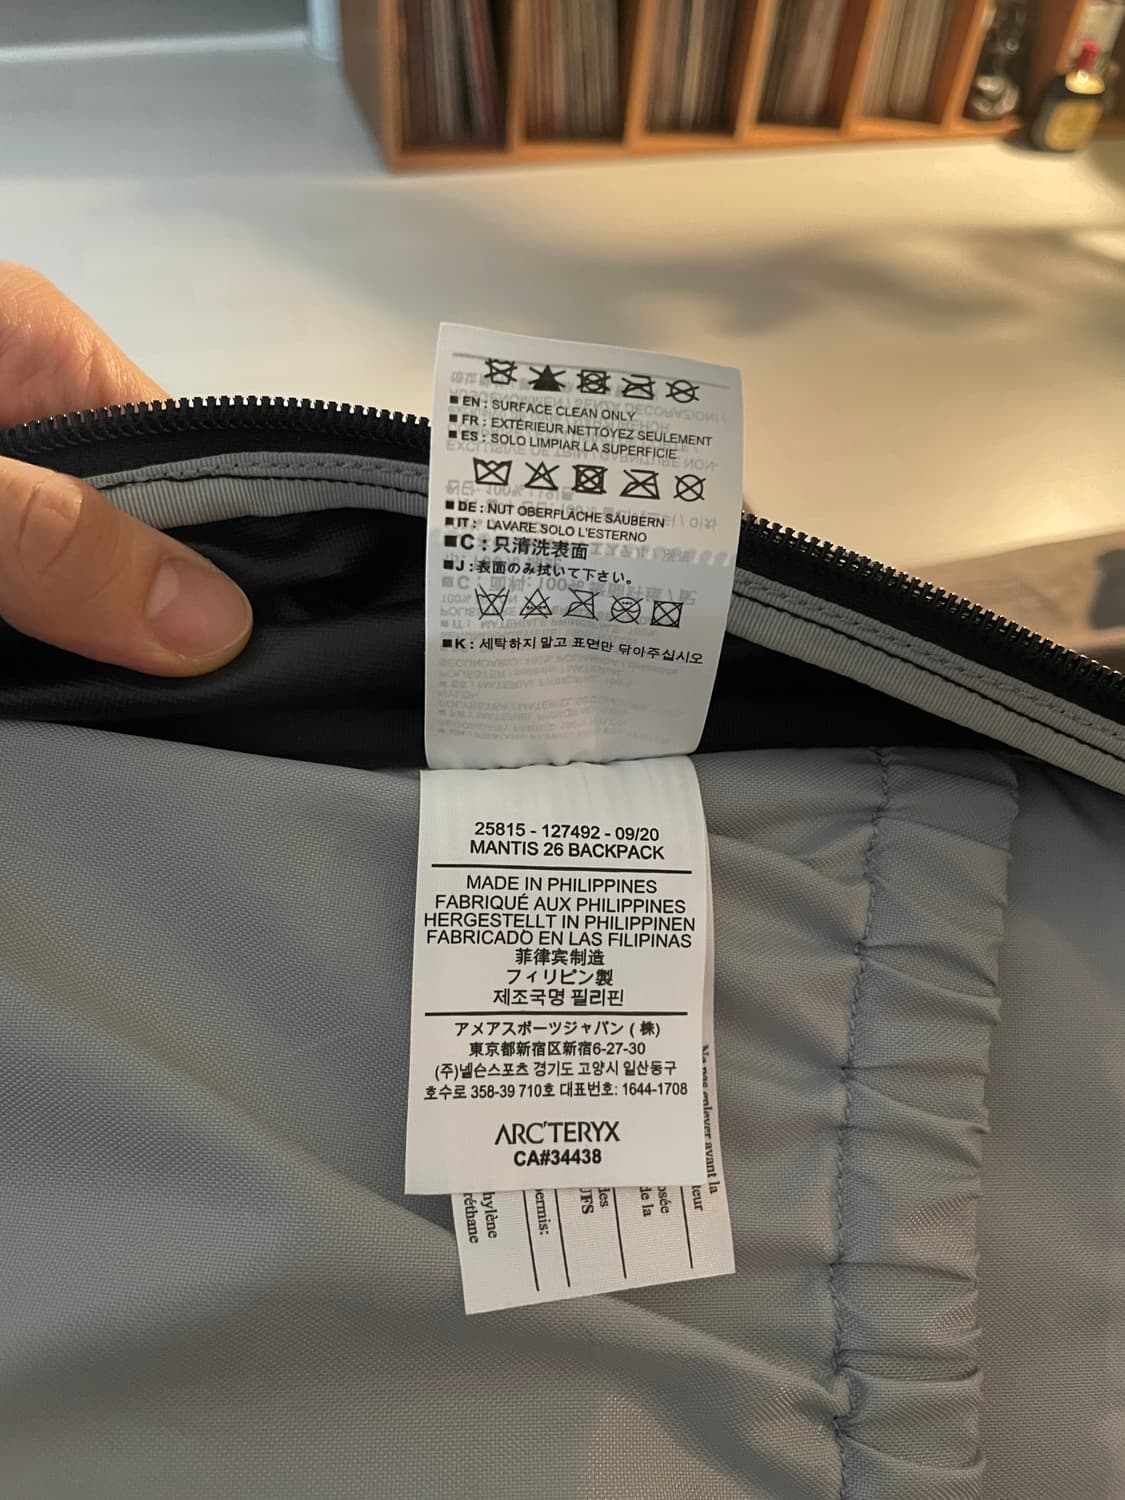 EN : SURFACE CLEAN ONLY
FR : EXTÉRIEUR NETTOYEZ SEULEMENT
ES : SOLO LIMPIAR LA SUPERFICIE
DE : NUT OBERFLÄCHE SÄUBERN
IT : LAVARE SOLO L'ESTERNO
C : 只清洗表面
J : 表面のみ拭いて下さい。
K : 세탁하지 말고 표면만 닦아주십시오
25815 - 127492 - 09/20
MANTIS 26 BACKPACK
MADE IN PHILIPPINES
FABRIQUÉ AUX PHILIPPINES
HERGESTELLT IN PHILIPPINEN
FABRICADO EN LAS FILIPINAS
菲律宾制造
フィリピン製
제조국명 필리핀
アメアスポーツジャパン ( 株)
東京都新宿区新宿6-27-30
(주)넬슨스포츠 경기도 고양시 일산동구
호수로 358-39 710호 대표번호: 1644-1708
ARC'TERYX
CA#34438
Ne pas enlever avant la
de la